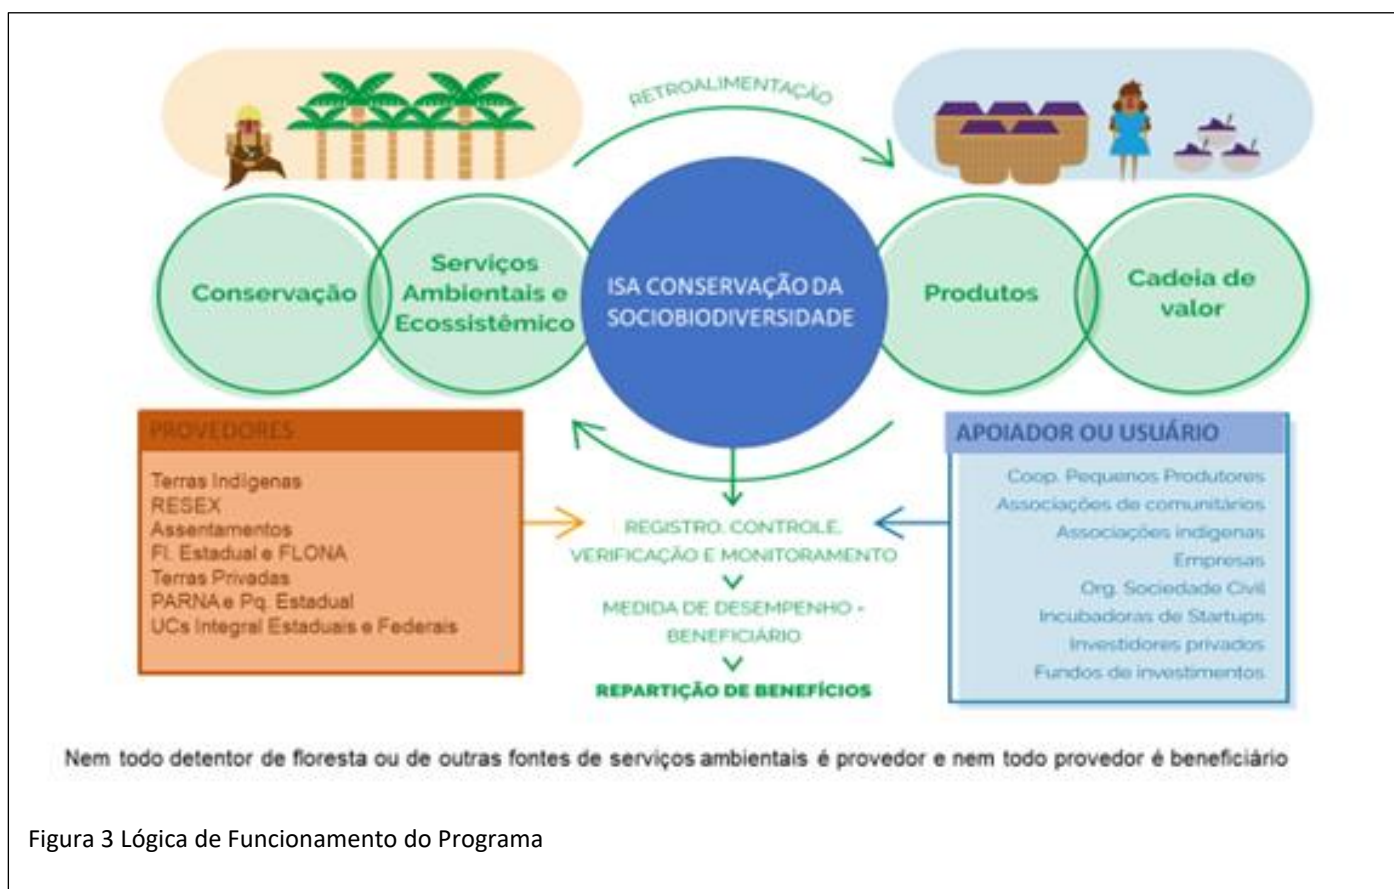 RETROALIMENTAÇÃO
Conservação
Serviços
Ambientais e
Ecossistêmico
ISA CONSERVAÇÃO DA
SOCIOBIODIVERSIDADE
Produtos
Cadeia de
valor
PROVEDORES
Terras Indígenas
RESEX
Assentamentos
Fl. Estadual e FLONA
Terras Privadas
PARNA e Pq. Estadual
UCs Integral Estaduais e Federais
REGISTRO. CONTROLE.
VERIFICAÇÃO E MONITORAMENTO
MEDIDA DE DESEMPENHO -
BENEFICIÁRIO
REPARTIÇÃO DE BENEFÍCIOS
APOIADOR OU USUÁRIO
Coop. Pequenos Produtores
Associações de comunitários
Associações indígenas
Empresas
Org. Sociedade Civil
Incubadoras de Startups
Investidores privados
Fundos de investimentos
Nem todo detentor de floresta ou de outras fontes de serviços ambientais é provedor e nem todo provedor é beneficiário
Figura 3 Lógica de Funcionamento do Programa